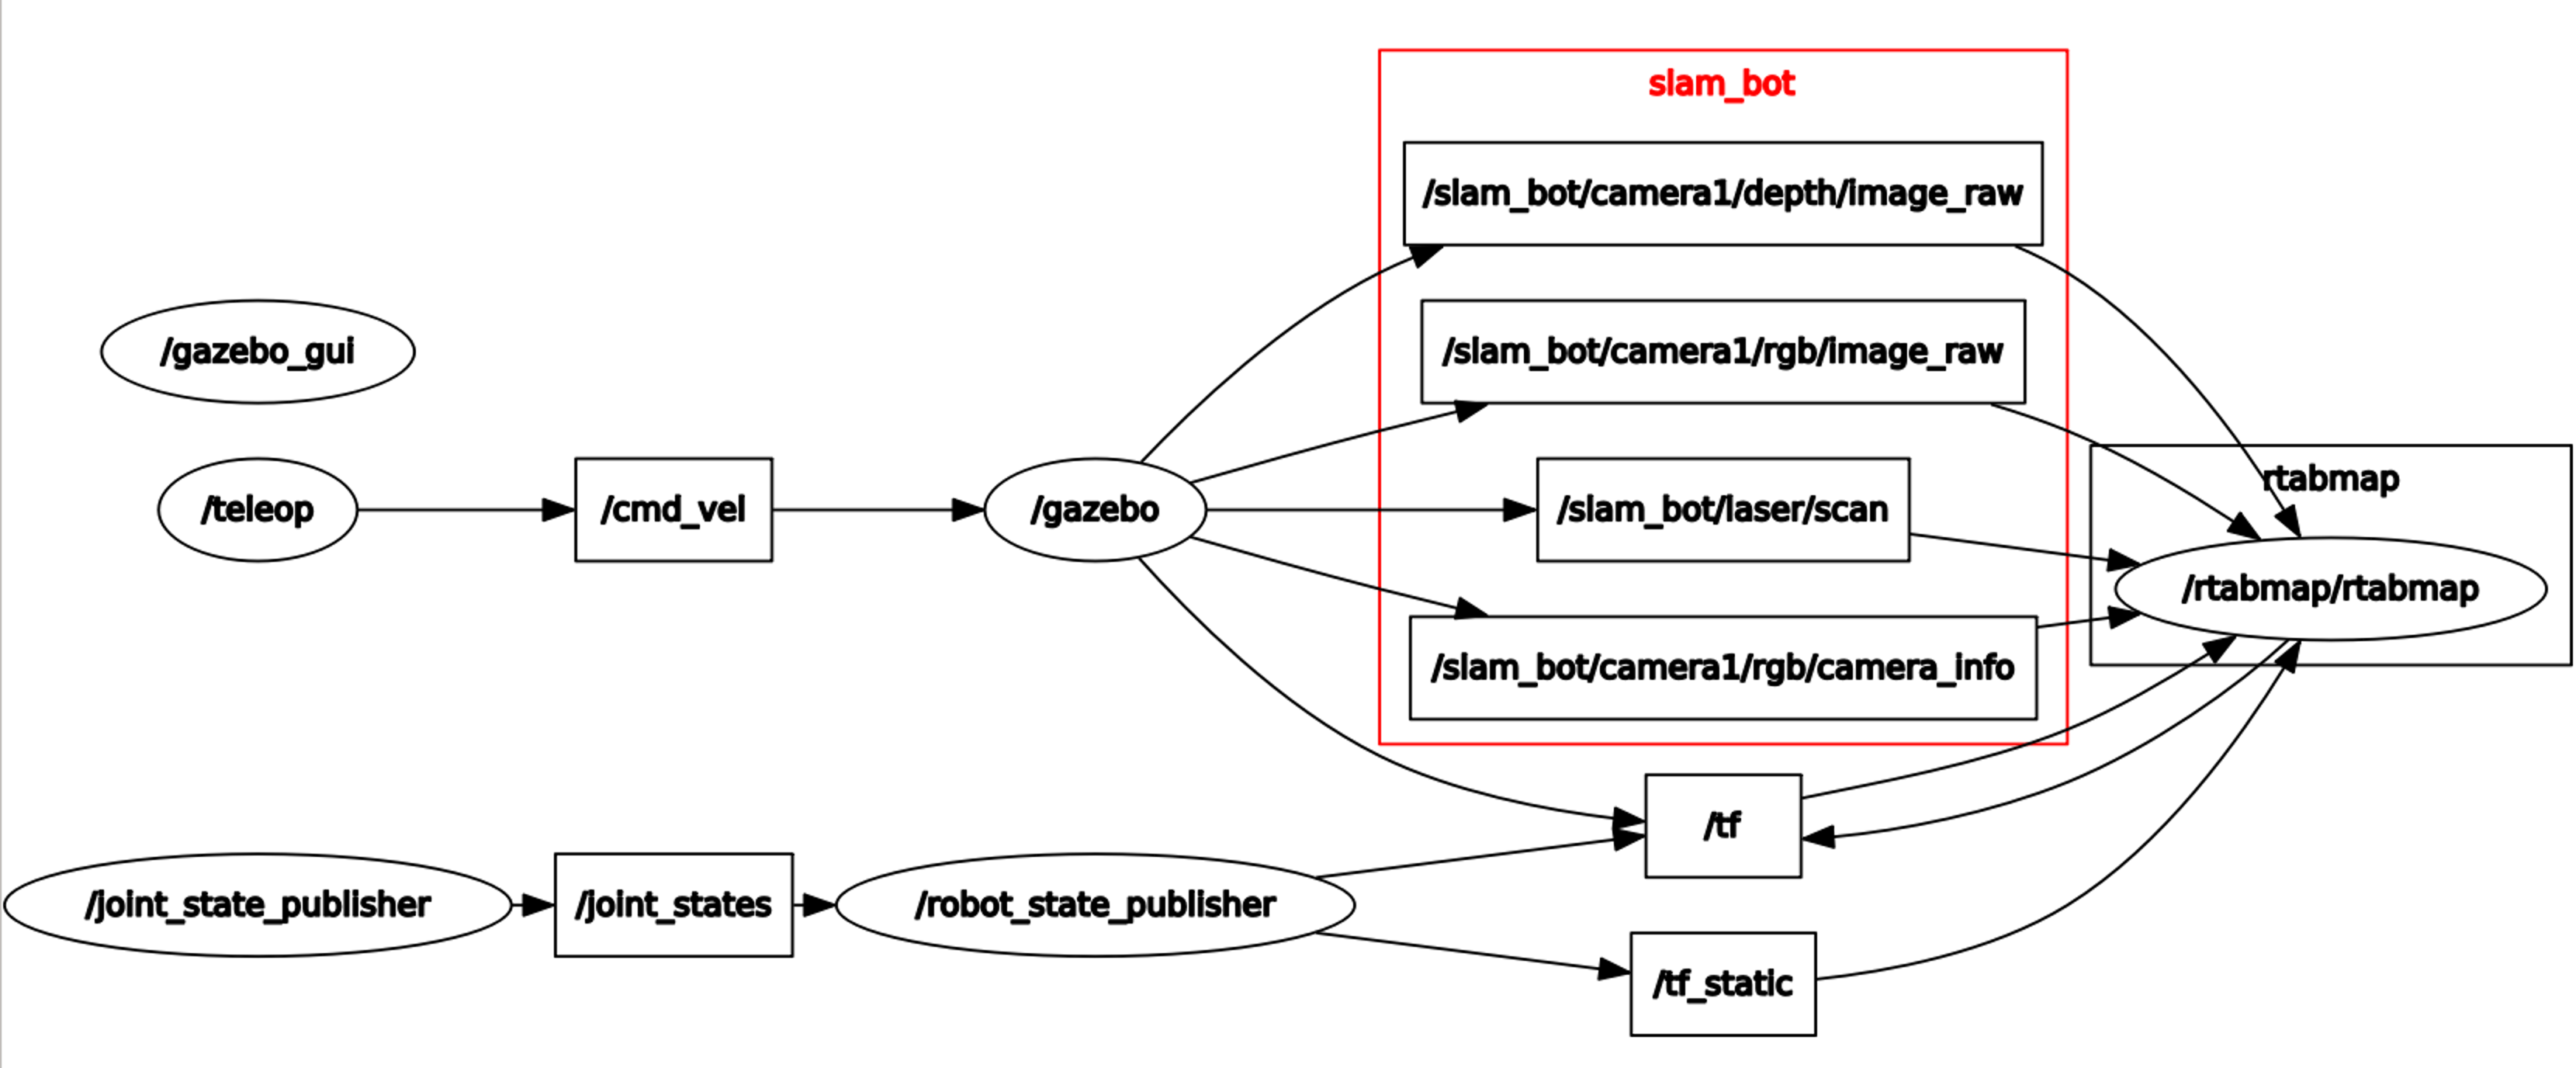 slam_bot
/slam_bot/camera1/depth/image_raw
/gazebo_gui
/slam_bot/camera1/rgb/image_raw
rtabmap
/teleop
/cmd_vel
/gazebo
/slam_bot/laser/scan
/rtabmap/rtabmap
/slam_bot/camera1/rgb/camera_info
/tf
/joint_state_publisher
/joint_states
/robot_state_publisher
/tf_static